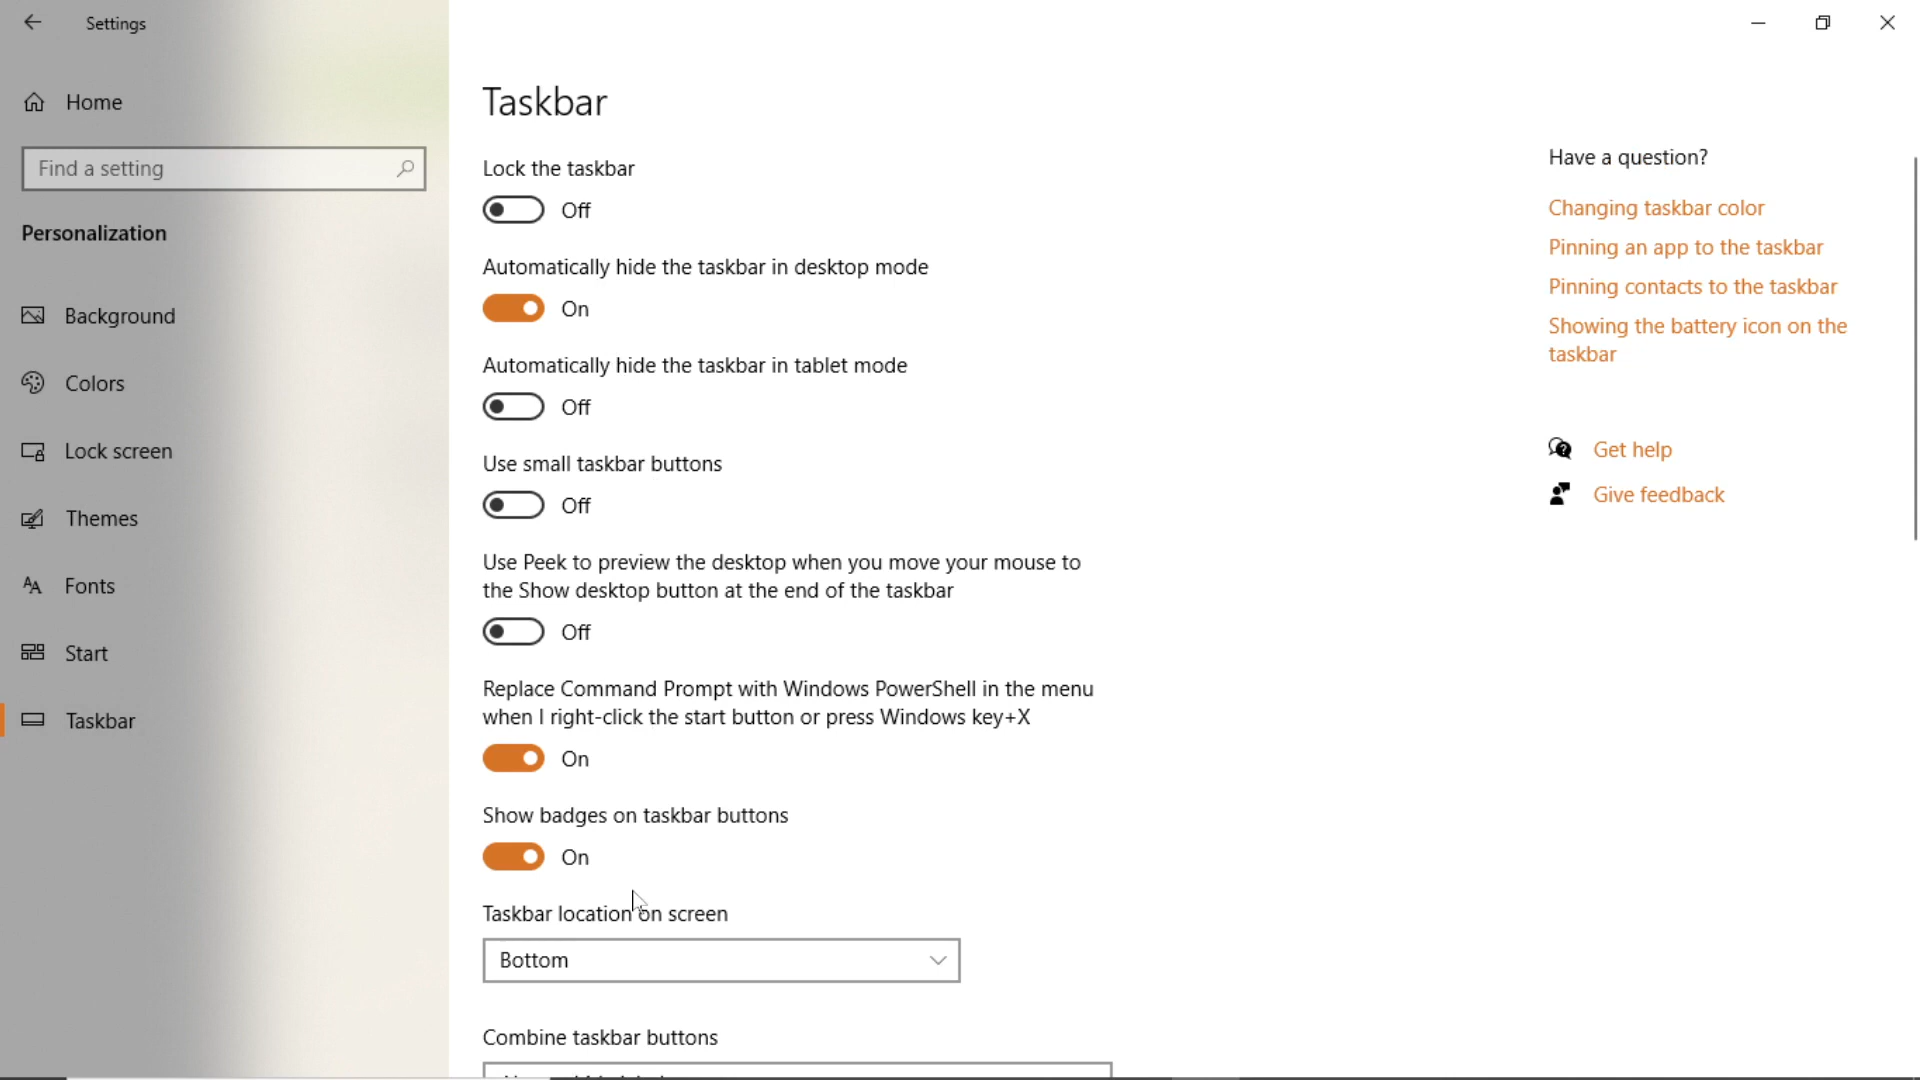 Settings
Home
Find a setting
Personalization
Background
Colors
Lock screen
Themes
Fonts
Start
Taskbar
Taskbar
Lock the taskbar
Off
Automatically hide the taskbar in desktop mode
On
Automatically hide the taskbar in tablet mode
Off
Use small taskbar buttons
Off
Use Peek to preview the desktop when you move your mouse to
the Show desktop button at the end of the taskbar
Off
Replace Command Prompt with Windows PowerShell in the menu
when I right-click the start button or press Windows key+X
On
Show badges on taskbar buttons
On
Taskbar location on screen
Bottom
Combine taskbar buttons
Have a question?
Changing taskbar color
Pinning an app to the taskbar
Pinning contacts to the taskbar
Showing the battery icon on the
taskbar
Get help
Give feedback